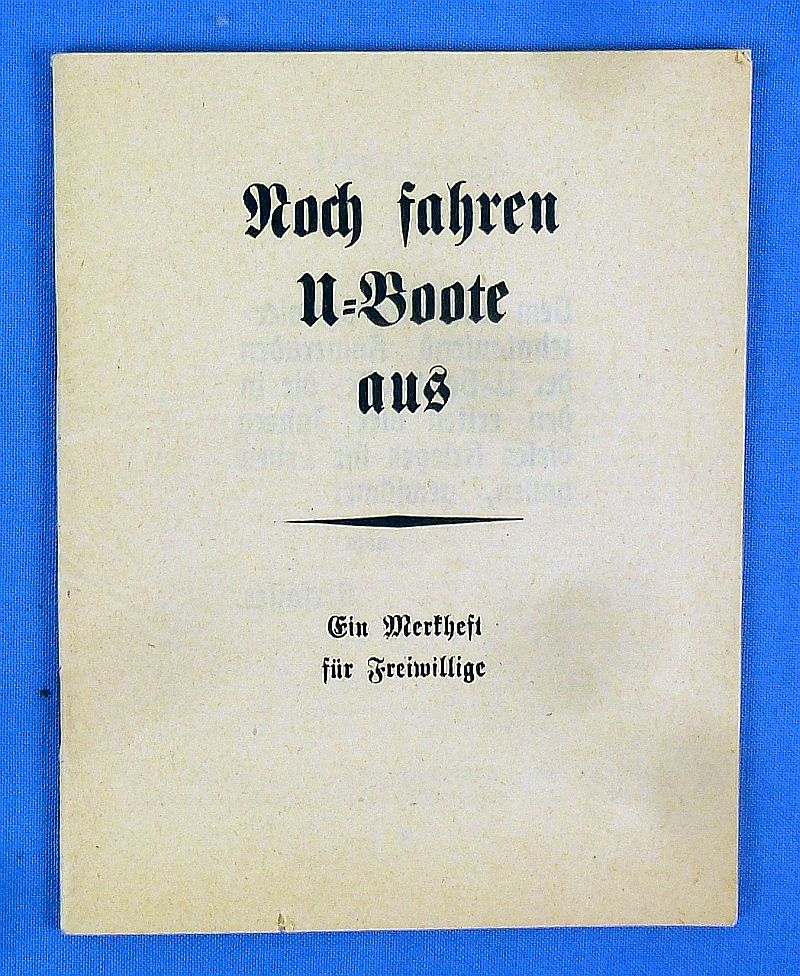 Noch fahren
U=Boote
aus
Ein Merkheft
für Freiwillige